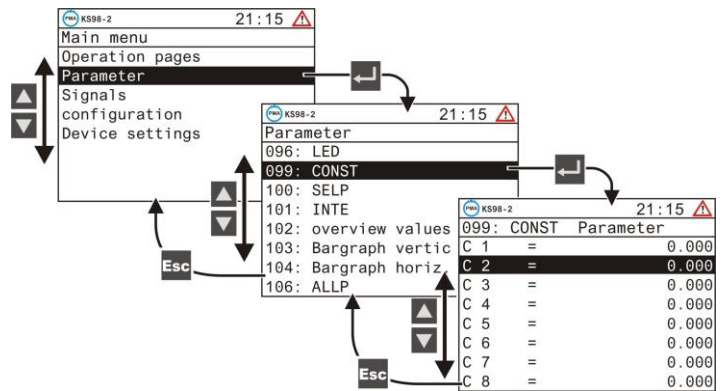 PMA KS98-2 21:15
Main menu
Operation pages
Parameter
Signals
configuration
Device settings
PMA KS98-2 21:15
Parameter
096: LED
099: CONST
100: SELP
101: INTE
102: overview values
103: Bargraph vertic
104: Bargraph horiz.
106: ALLP
Esc
PMA KS98-2 21:15
099: CONST Parameter
C 1 = 0.000
C 2 = 0.000
C 3 = 0.000
C 4 = 0.000
C 5 = 0.000
C 6 = 0.000
C 7 = 0.000
C 8 = 0.000
Esc